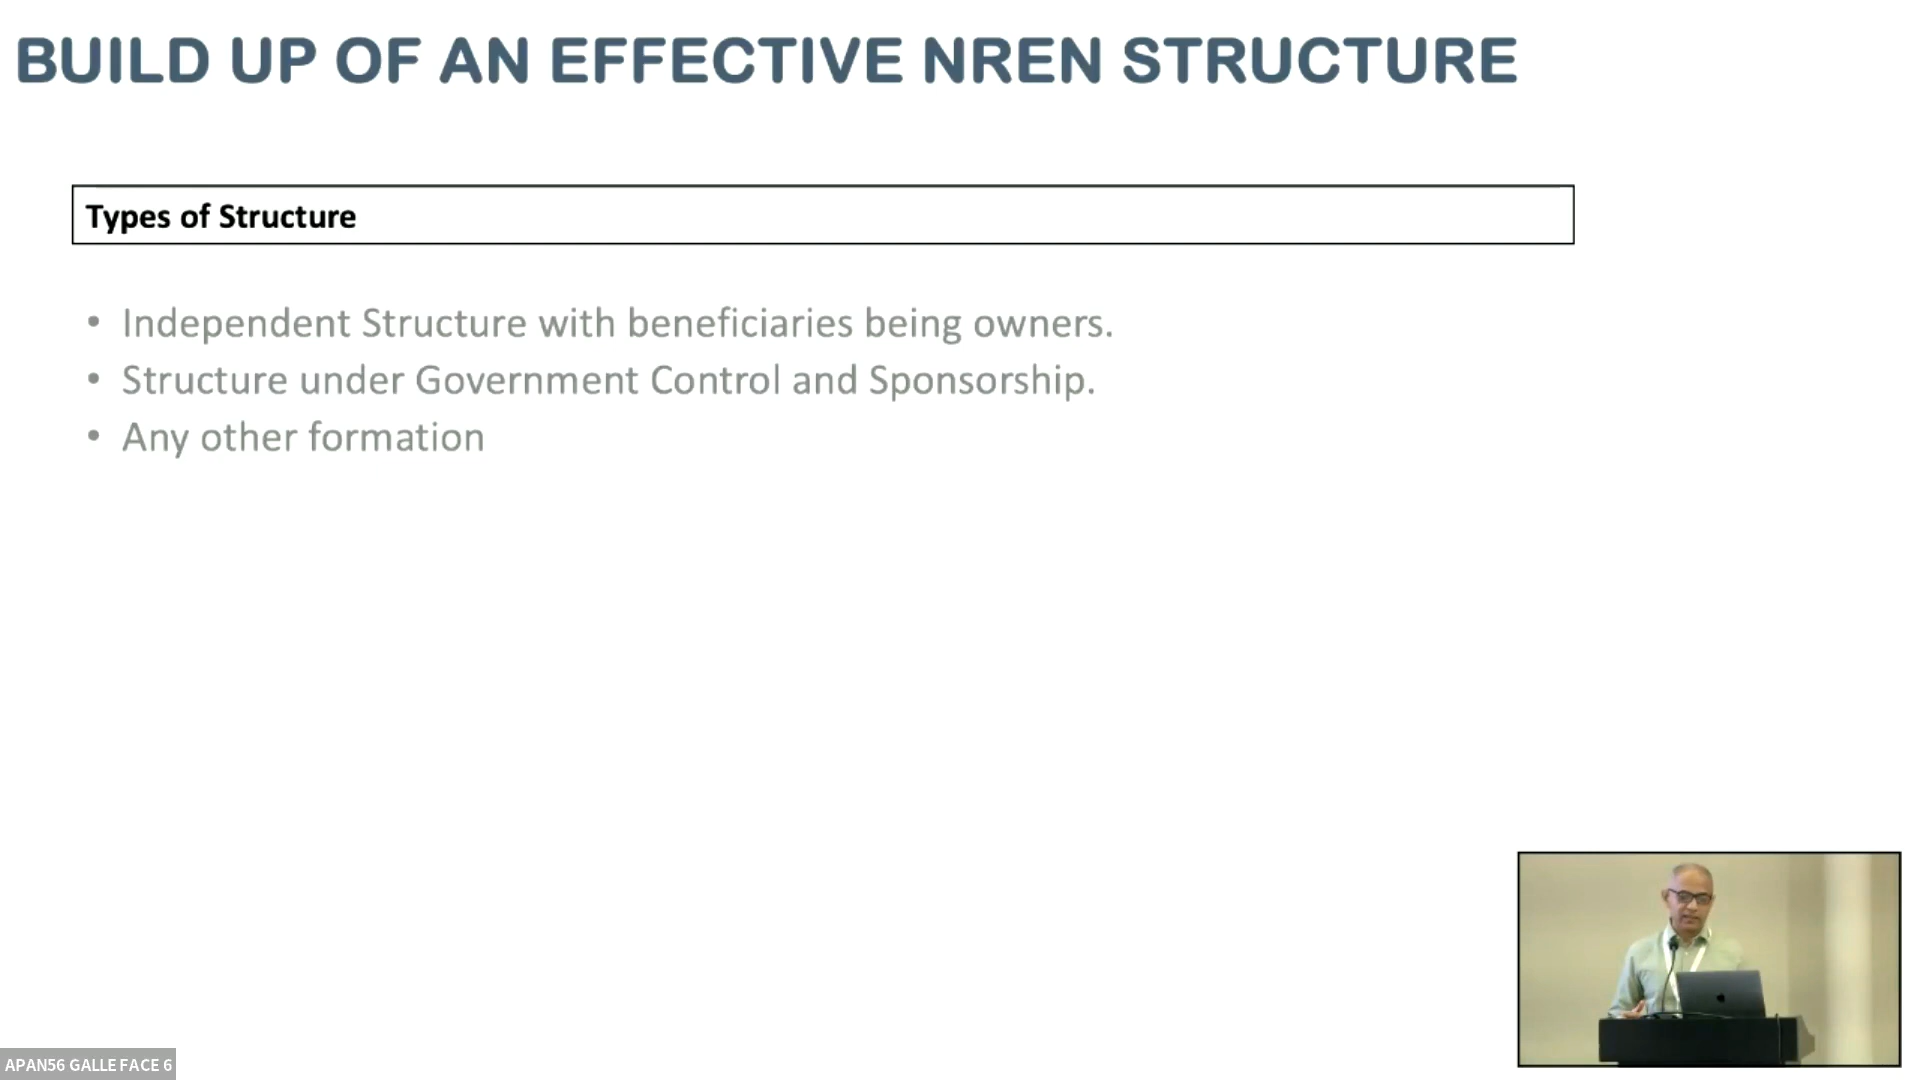 BUILD UP OF AN EFFECTIVE NREN STRUCTURE
Types of Structure
• Independent Structure with beneficiaries being owners.
• Structure under Government Control and Sponsorship.
• Any other formation
APAN56 GALLE FACE 6